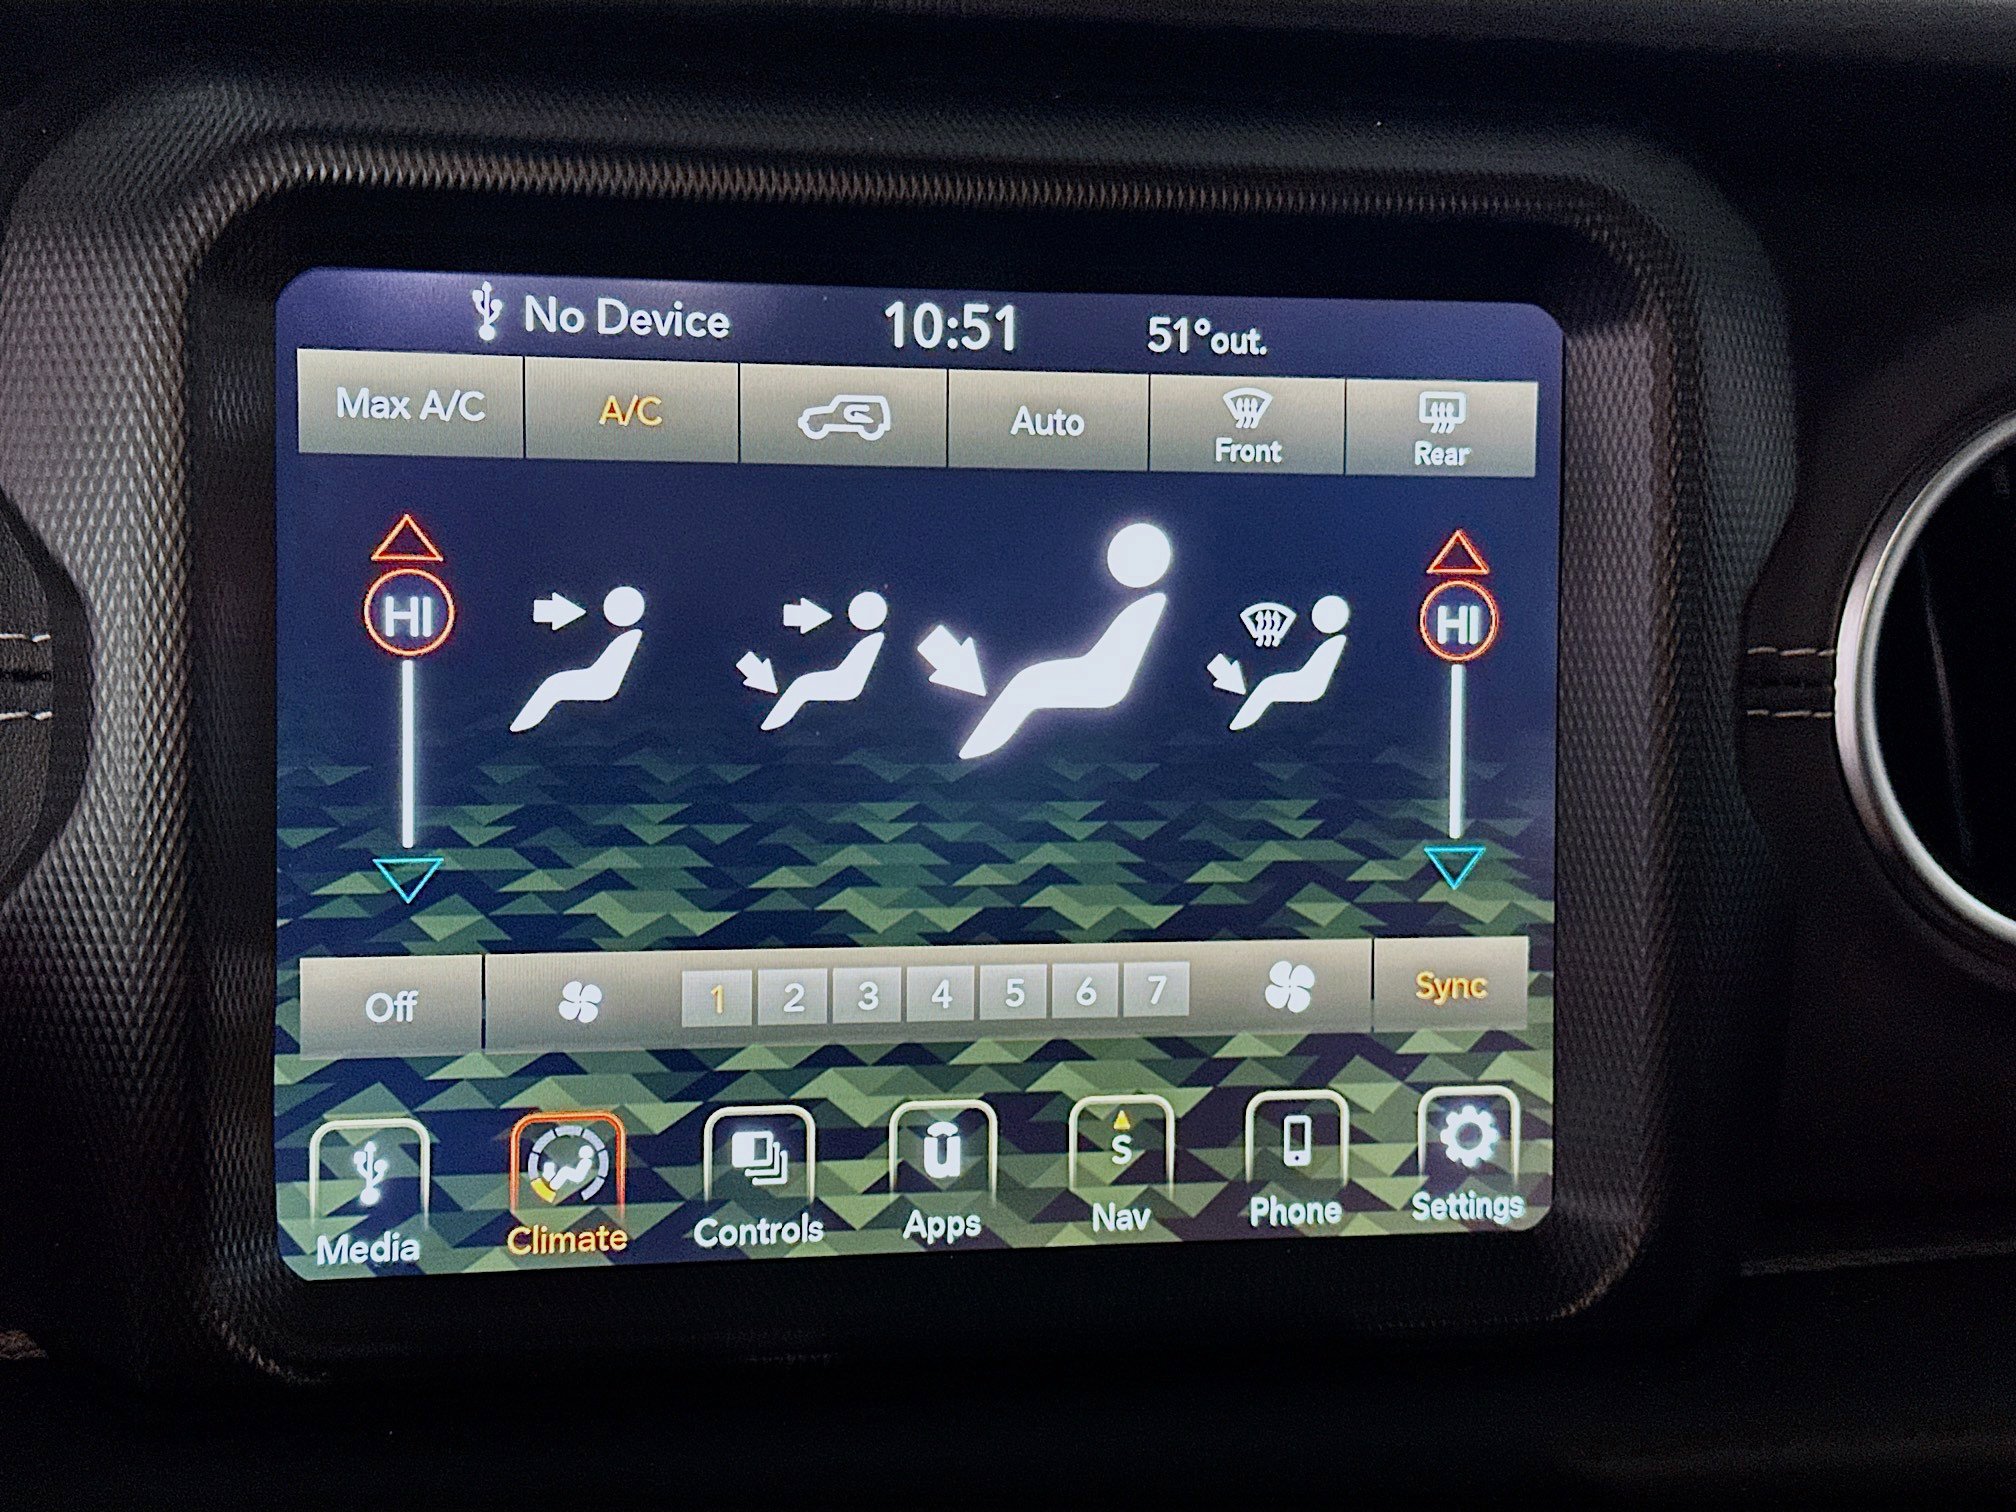 No Device 10:51 51°out.
Max A/C A/C Auto Front Rear
HI HI
Off 1 2 3 4 5 6 7 Sync
S
Media Climate Controls Apps Nav Phone Settings